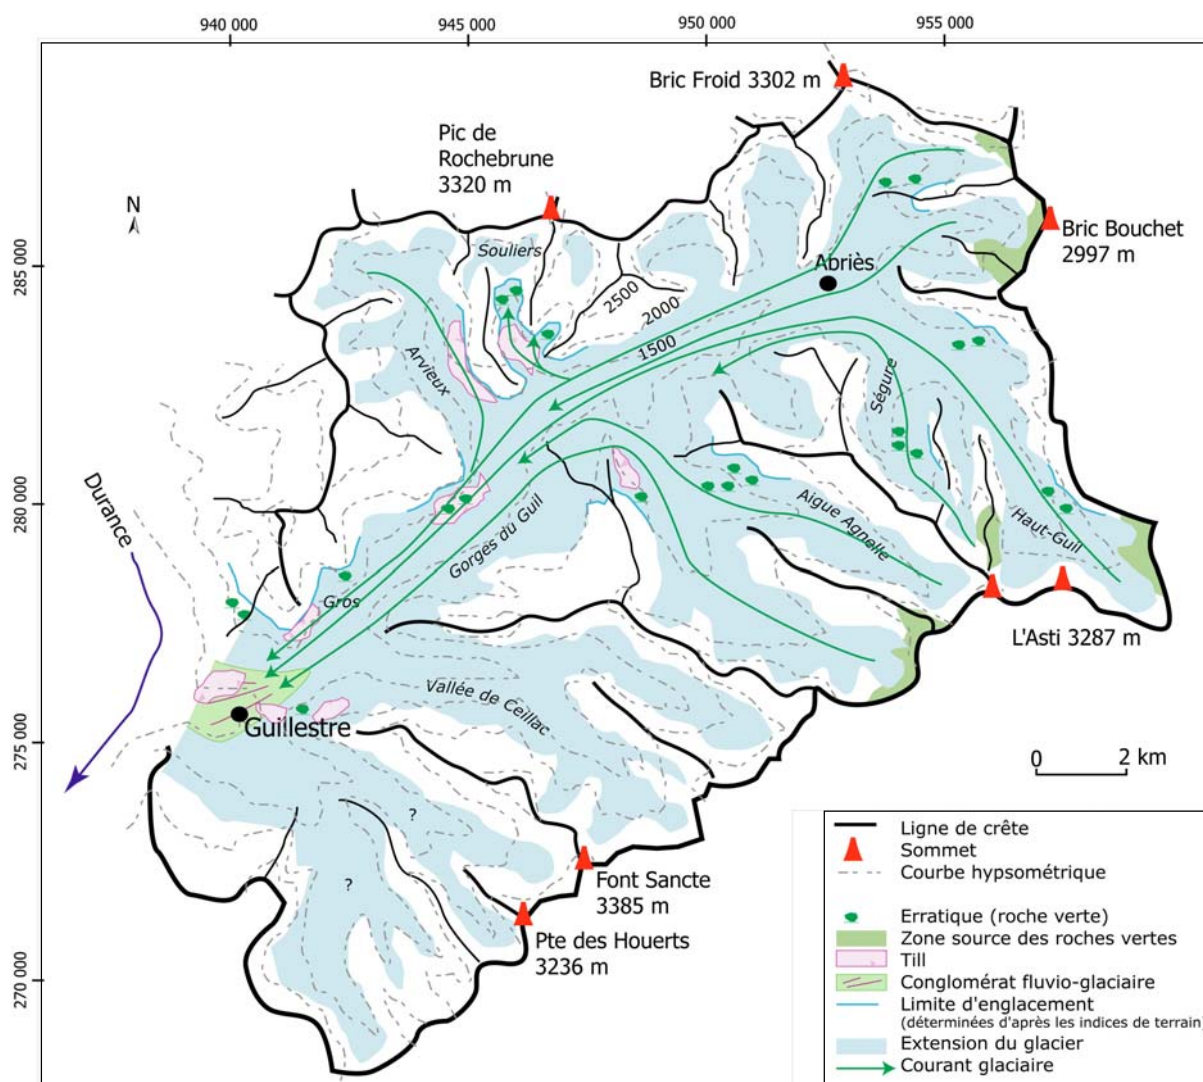 940 000
945 000
950 000
955 000
Bric Froid 3302 m
Pic de
Rochebrune
3320 m
N
Bric Bouchet
2997 m
Souliers
Abriès
285 000
2500
2000
1500
Arvieux
Ségure
280 000
Durance
Aigue Agnelle
Haut-Guil
Gorges du Guil
Gros
L'Asti 3287 m
Vallée de Ceillac
Guillestre
275 000
0 2 km
?
?
Font Sancte
3385 m
Pte des Houerts
3236 m
270 000
Ligne de crête
Sommet
Courbe hypsométrique
Erratique (roche verte)
Zone source des roches vertes
Till
Conglomérat fluvio-glaciaire
Limite d'englacement
(déterminées d'après les indices de terrain)
Extension du glacier
Courant glaciaire